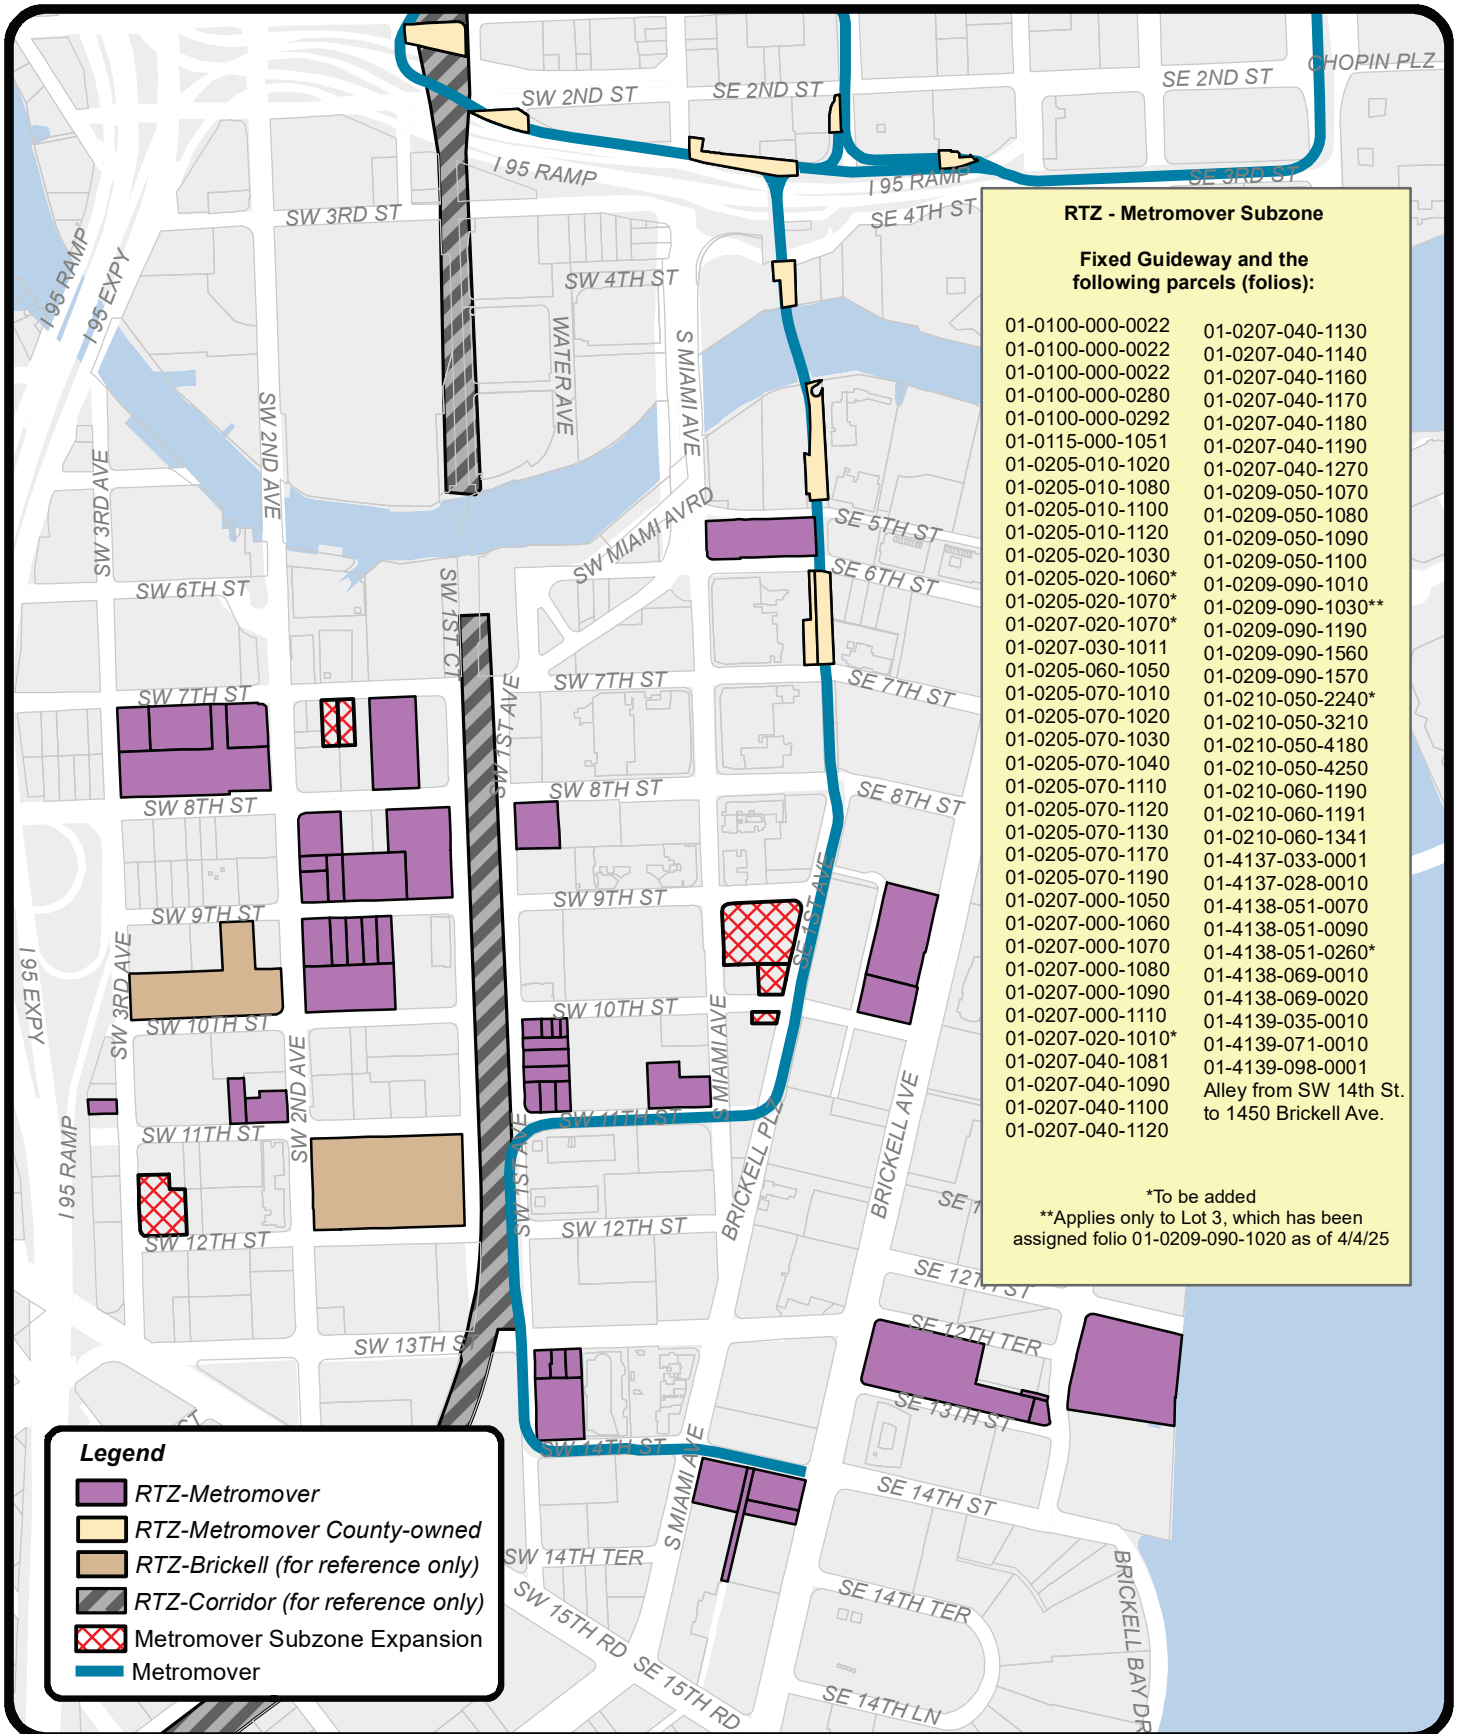 CHOPIN PLZ
SE 2ND ST
SE 2ND ST
SW 2ND ST
I 95 RAMP
I 95 RAMP
SE 3RD ST
SW 3RD ST
SE 4TH ST
SW 4TH ST
I 95 RAMP
I 95 EXPY
WATER AVE
S MIAMI AVE
SW 2ND AVE
SW 3RD AVE
SW MIAMI AVRD
SE 5TH ST
SE 6TH ST
SW 6TH ST
SW 1ST CT
SW 7TH ST
SE 7TH ST
SW 7TH ST
SW 1ST AVE
SW 8TH ST
SE 8TH ST
SW 8TH ST
SE 1ST AVE
SW 9TH ST
SW 9TH ST
I 95 EXPY
SW 3RD AVE
SW 10TH ST
SW 10TH ST
SW 2ND AVE
S MIAMI AVE
BRICKELL PLZ
BRICKELL AVE
SW 11TH ST
SW 11TH ST
I 95 RAMP
SW 1ST AVE
SE 1
SW 12TH ST
SW 12TH ST
SE 12TH ST
SE 12TH TER
SW 13TH ST
SE 13TH ST
ST
SW 14TH ST
S MIAMI AVE
SE 14TH ST
SW 14TH TER
SE 14TH TER
SW 15TH RD
SE 15TH RD
SE 14TH LN
BRICKELL BAY DR
RTZ - Metromover Subzone
Fixed Guideway and the
following parcels (folios):
01-0100-000-0022
01-0100-000-0022
01-0100-000-0022
01-0100-000-0280
01-0100-000-0292
01-0115-000-1051
01-0205-010-1020
01-0205-010-1080
01-0205-010-1100
01-0205-010-1120
01-0205-020-1030
01-0205-020-1060*
01-0205-020-1070*
01-0207-020-1070*
01-0207-030-1011
01-0205-060-1050
01-0205-070-1010
01-0205-070-1020
01-0205-070-1030
01-0205-070-1040
01-0205-070-1110
01-0205-070-1120
01-0205-070-1130
01-0205-070-1170
01-0205-070-1190
01-0207-000-1050
01-0207-000-1060
01-0207-000-1070
01-0207-000-1080
01-0207-000-1090
01-0207-000-1110
01-0207-020-1010*
01-0207-040-1081
01-0207-040-1090
01-0207-040-1100
01-0207-040-1120
01-0207-040-1130
01-0207-040-1140
01-0207-040-1160
01-0207-040-1170
01-0207-040-1180
01-0207-040-1190
01-0207-040-1270
01-0209-050-1070
01-0209-050-1080
01-0209-050-1090
01-0209-050-1100
01-0209-090-1010
01-0209-090-1030**
01-0209-090-1190
01-0209-090-1560
01-0209-090-1570
01-0210-050-2240*
01-0210-050-3210
01-0210-050-4180
01-0210-050-4250
01-0210-060-1190
01-0210-060-1191
01-0210-060-1341
01-4137-033-0001
01-4137-028-0010
01-4138-051-0070
01-4138-051-0090
01-4138-051-0260*
01-4138-069-0010
01-4138-069-0020
01-4139-035-0010
01-4139-071-0010
01-4139-098-0001
Alley from SW 14th St.
to 1450 Brickell Ave.
*To be added
**Applies only to Lot 3, which has been
assigned folio 01-0209-090-1020 as of 4/4/25
Legend
RTZ-Metromover
RTZ-Metromover County-owned
RTZ-Brickell (for reference only)
RTZ-Corridor (for reference only)
Metromover Subzone Expansion
Metromover